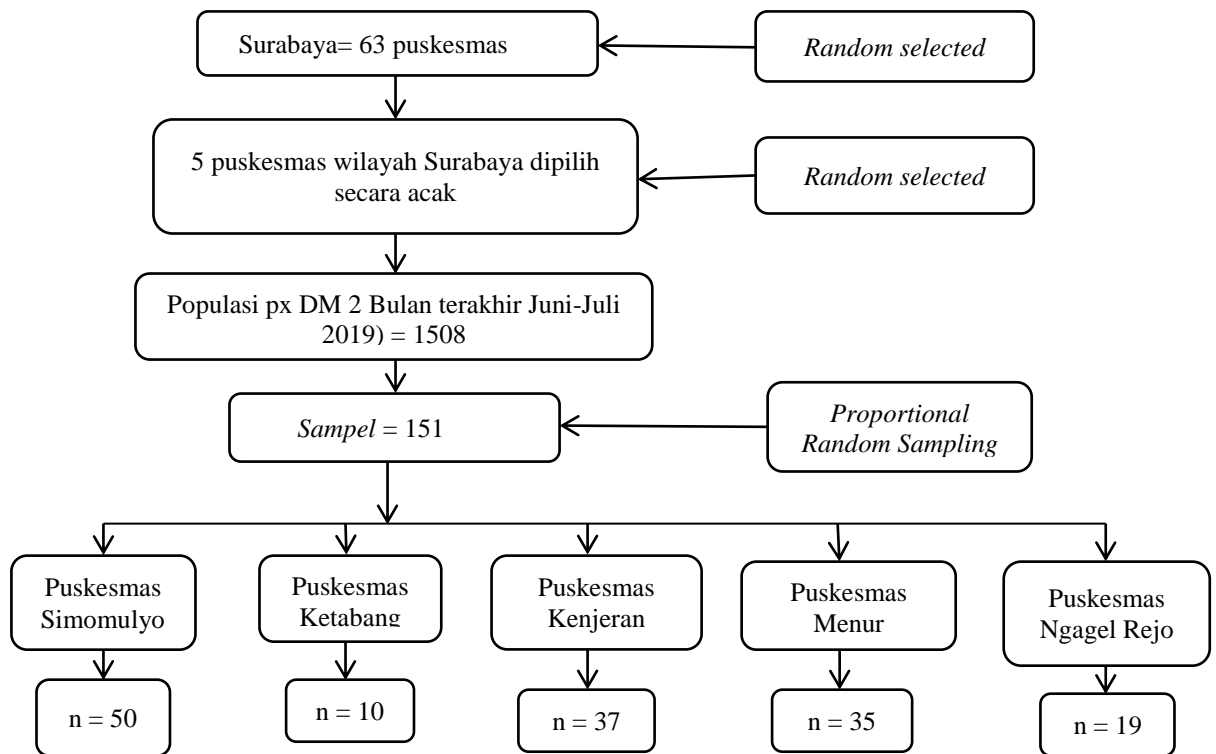 Surabaya= 63 puskesmas
Random selected
5 puskesmas wilayah Surabaya dipilih
secara acak
Random selected
Populasi px DM 2 Bulan terakhir Juni-Juli
2019) = 1508
Sampel = 151
Proportional
Random Sampling
Puskesmas
Simomulyo
Puskesmas
Ketabang
Puskesmas
Kenjeran
Puskesmas
Menur
Puskesmas
Ngagel Rejo
n = 50
n = 10
n = 37
n = 35
n = 19